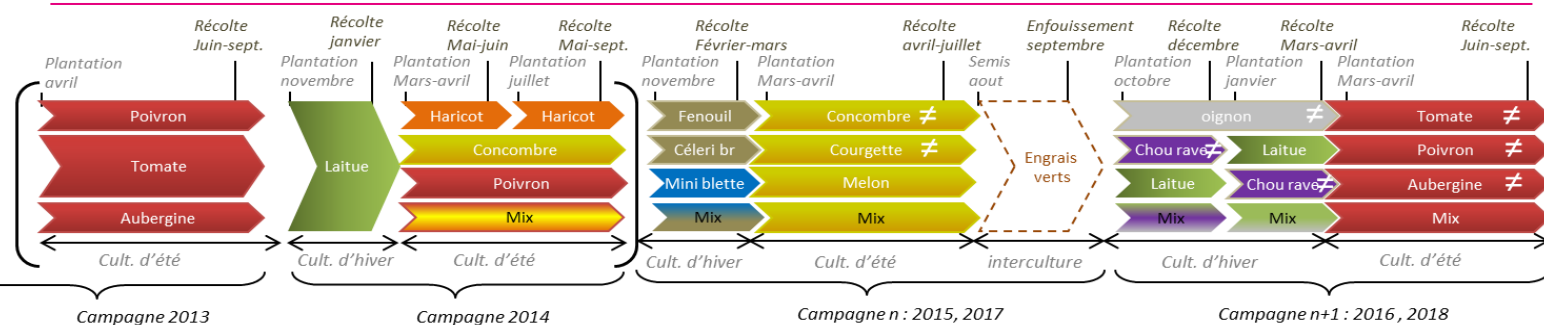 Récolte
Juin-sept.
Récolte
janvier
Récolte
Mai-juin
Récolte
Mai-sept.
Récolte
Février-mars
Récolte
avril-juillet
Enfouissement
septembre
Récolte
décembre
Récolte
Mars-avril
Récolte
Juin-sept.
Plantation
avril
Plantation
novembre
Plantation
Mars-avril
Plantation
juillet
Plantation
novembre
Plantation
Mars-avril
Semis
aout
Plantation
octobre
Plantation
janvier
Plantation
Mars-avril
Poivron
Tomate
Aubergine
Laitue
Haricot
Haricot
Concombre
Poivron
Mix
Fenouil
Céleri br
Mini blette
Mix
Concombre ≠
Courgette ≠
Melon
Mix
Engrais
verts
oignon ≠
Chou rave ≠
Laitue
Laitue
Chou rave ≠
Mix
Mix
Tomate ≠
Poivron ≠
Aubergine ≠
Mix
Cult. d’été
Cult. d’hiver
Cult. d’été
Cult. d’hiver
Cult. d’été
interculture
Cult. d’hiver
Cult. d’été
Campagne 2013
Campagne 2014
Campagne n : 2015, 2017
Campagne n+1 : 2016 , 2018